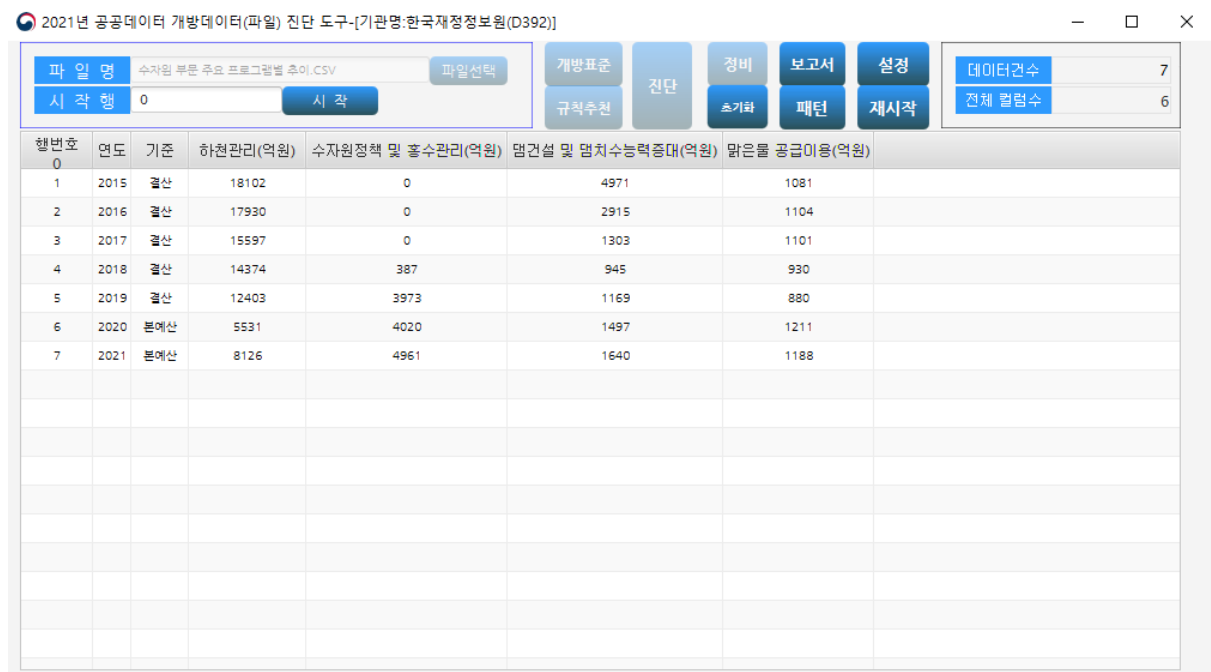 2021년 공공데이터 개방데이터(파일) 진단 도구-[기관명:한국재정정보원(D392)]
파 일 명 수자원 부문 주요 프로그램별 추이.CSV 파일선택
시 작 행 0 시 작
개방표준 진단 정비 보고서 설정
규칙추천 초기화 패턴 재시작
데이터건수 7
전체 컬럼수 6
행번호 연도 기준 하천관리(억원) 수자원정책 및 홍수관리(억원) 댐건설 및 댐치수능력증대(억원) 맑은물 공급이용(억원)
0
1 2015 결산 18102 0 4971 1081
2 2016 결산 17930 0 2915 1104
3 2017 결산 15597 0 1303 1101
4 2018 결산 14374 387 945 930
5 2019 결산 12403 3973 1169 880
6 2020 본예산 5531 4020 1497 1211
7 2021 본예산 8126 4961 1640 1188